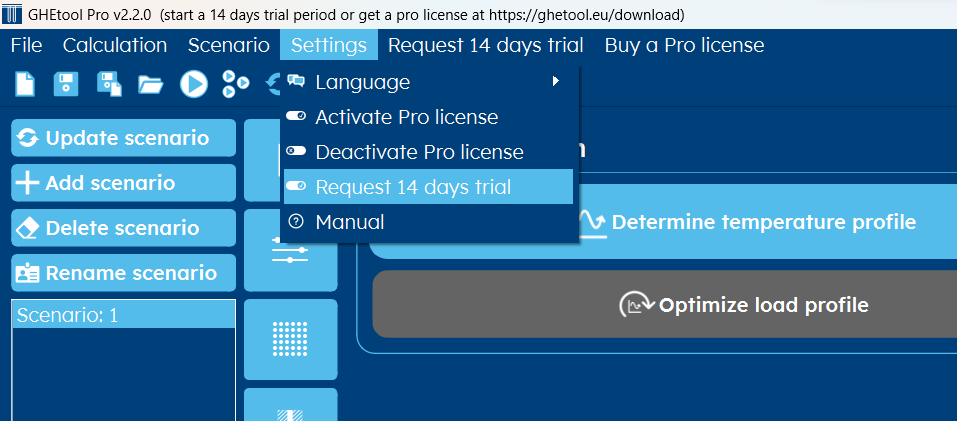 GHEtool Pro v2.2.0 (start a 14 days trial period or get a pro license at https://ghetool.eu/download)
File Calculation Scenario Settings Request 14 days trial Buy a Pro license
Language
Activate Pro license
Deactivate Pro license
Request 14 days trial
Manual
Update scenario
Add scenario
Delete scenario
Rename scenario
Scenario: 1
Determine temperature profile
Optimize load profile